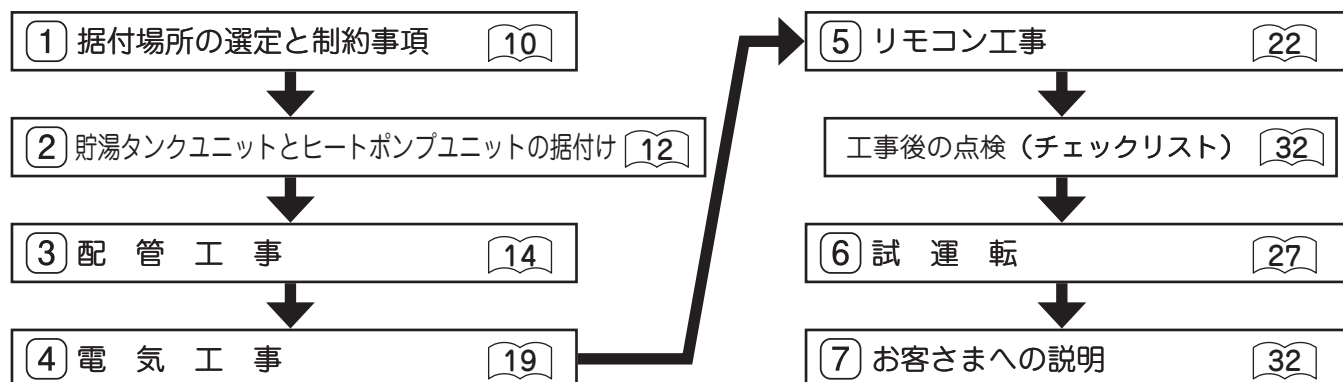 1 据付場所の選定と制約事項 10
2 貯湯タンクユニットとヒートポンプユニットの据付け 12
3 配管工事 14
4 電気工事 19
5 リモコン工事 22
工事後の点検（チェックリスト） 32
6 試運転 27
7 お客さまへの説明 32